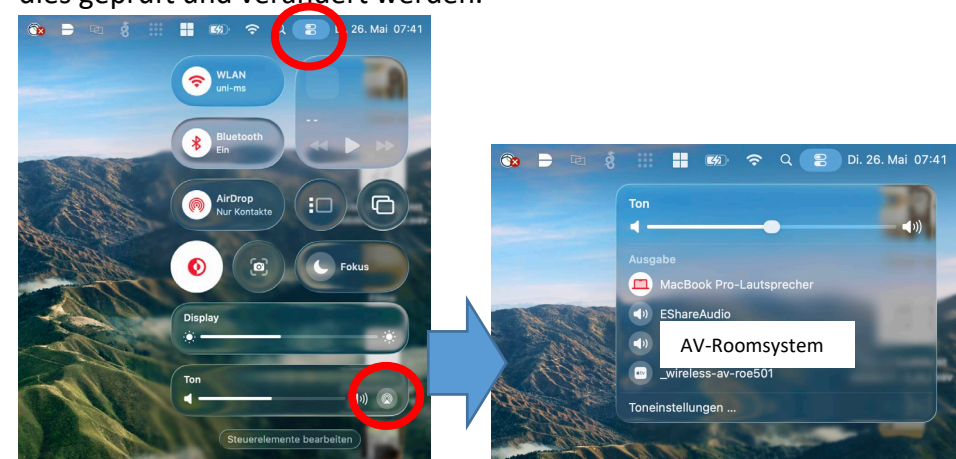 dies geprüft und verändert werden.
26. Mai 07:41
WLAN
uni-ms
Bluetooth
Ein
--
AirDrop
Nur Kontakte
Fokus
Display
Ton
Steuerelemente bearbeiten
Di. 26. Mai 07:41
Ton
Ausgabe
MacBook Pro-Lautsprecher
EShareAudio
AV-Roomsystem
_wireless-av-roe501
Toneinstellungen ...